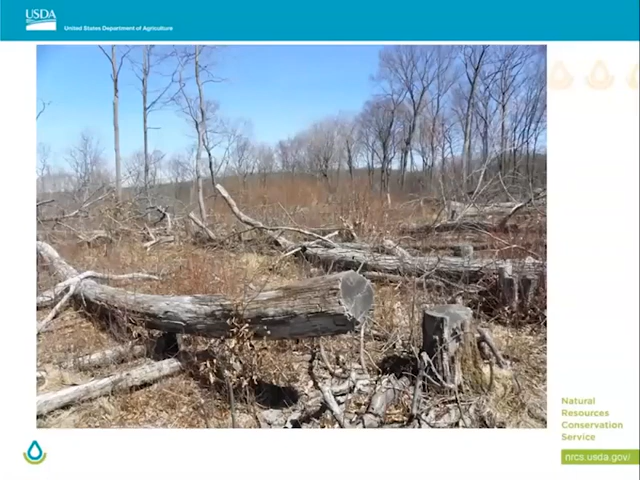 USDA
United States Department of Agriculture
Natural
Resources
Conservation
Service
nrcs.usda.gov/